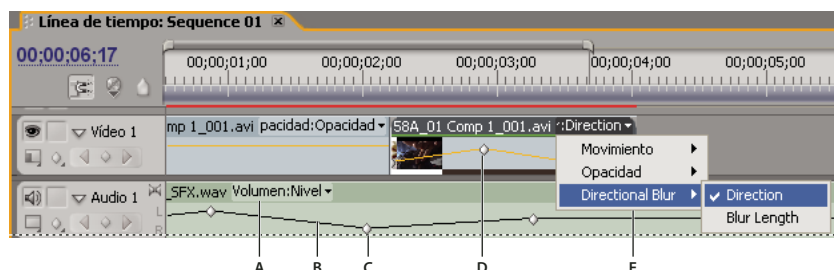 Línea de tiempo: Sequence 01
00;00;06;17
00;00;01;00 00;00;02;00 00;00;03;00 00;00;04;00 00;00;05;00
Vídeo 1
mp 1_001.avi pacidad:Opacidad
58A_01 Comp 1_001.avi :Direction
Movimiento
Opacidad
Directional Blur
Direction
Blur Length
Audio 1
_SFX.wav Volumen:Nivel
L
R
A B C D E